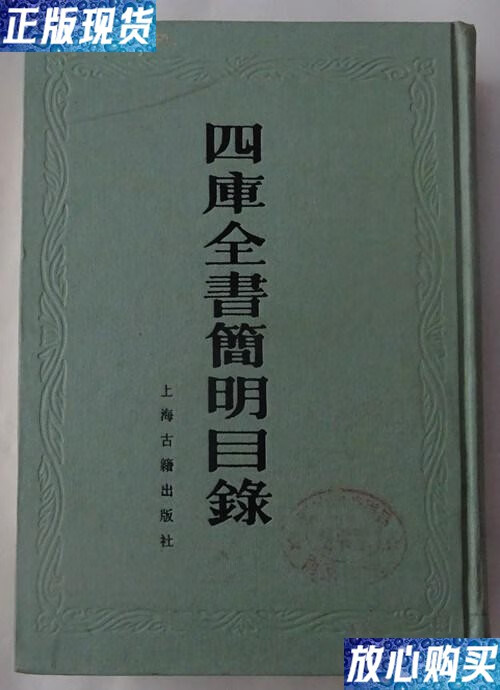 正版现货
四庫全書簡明目錄
上海古籍出版社
放心购买